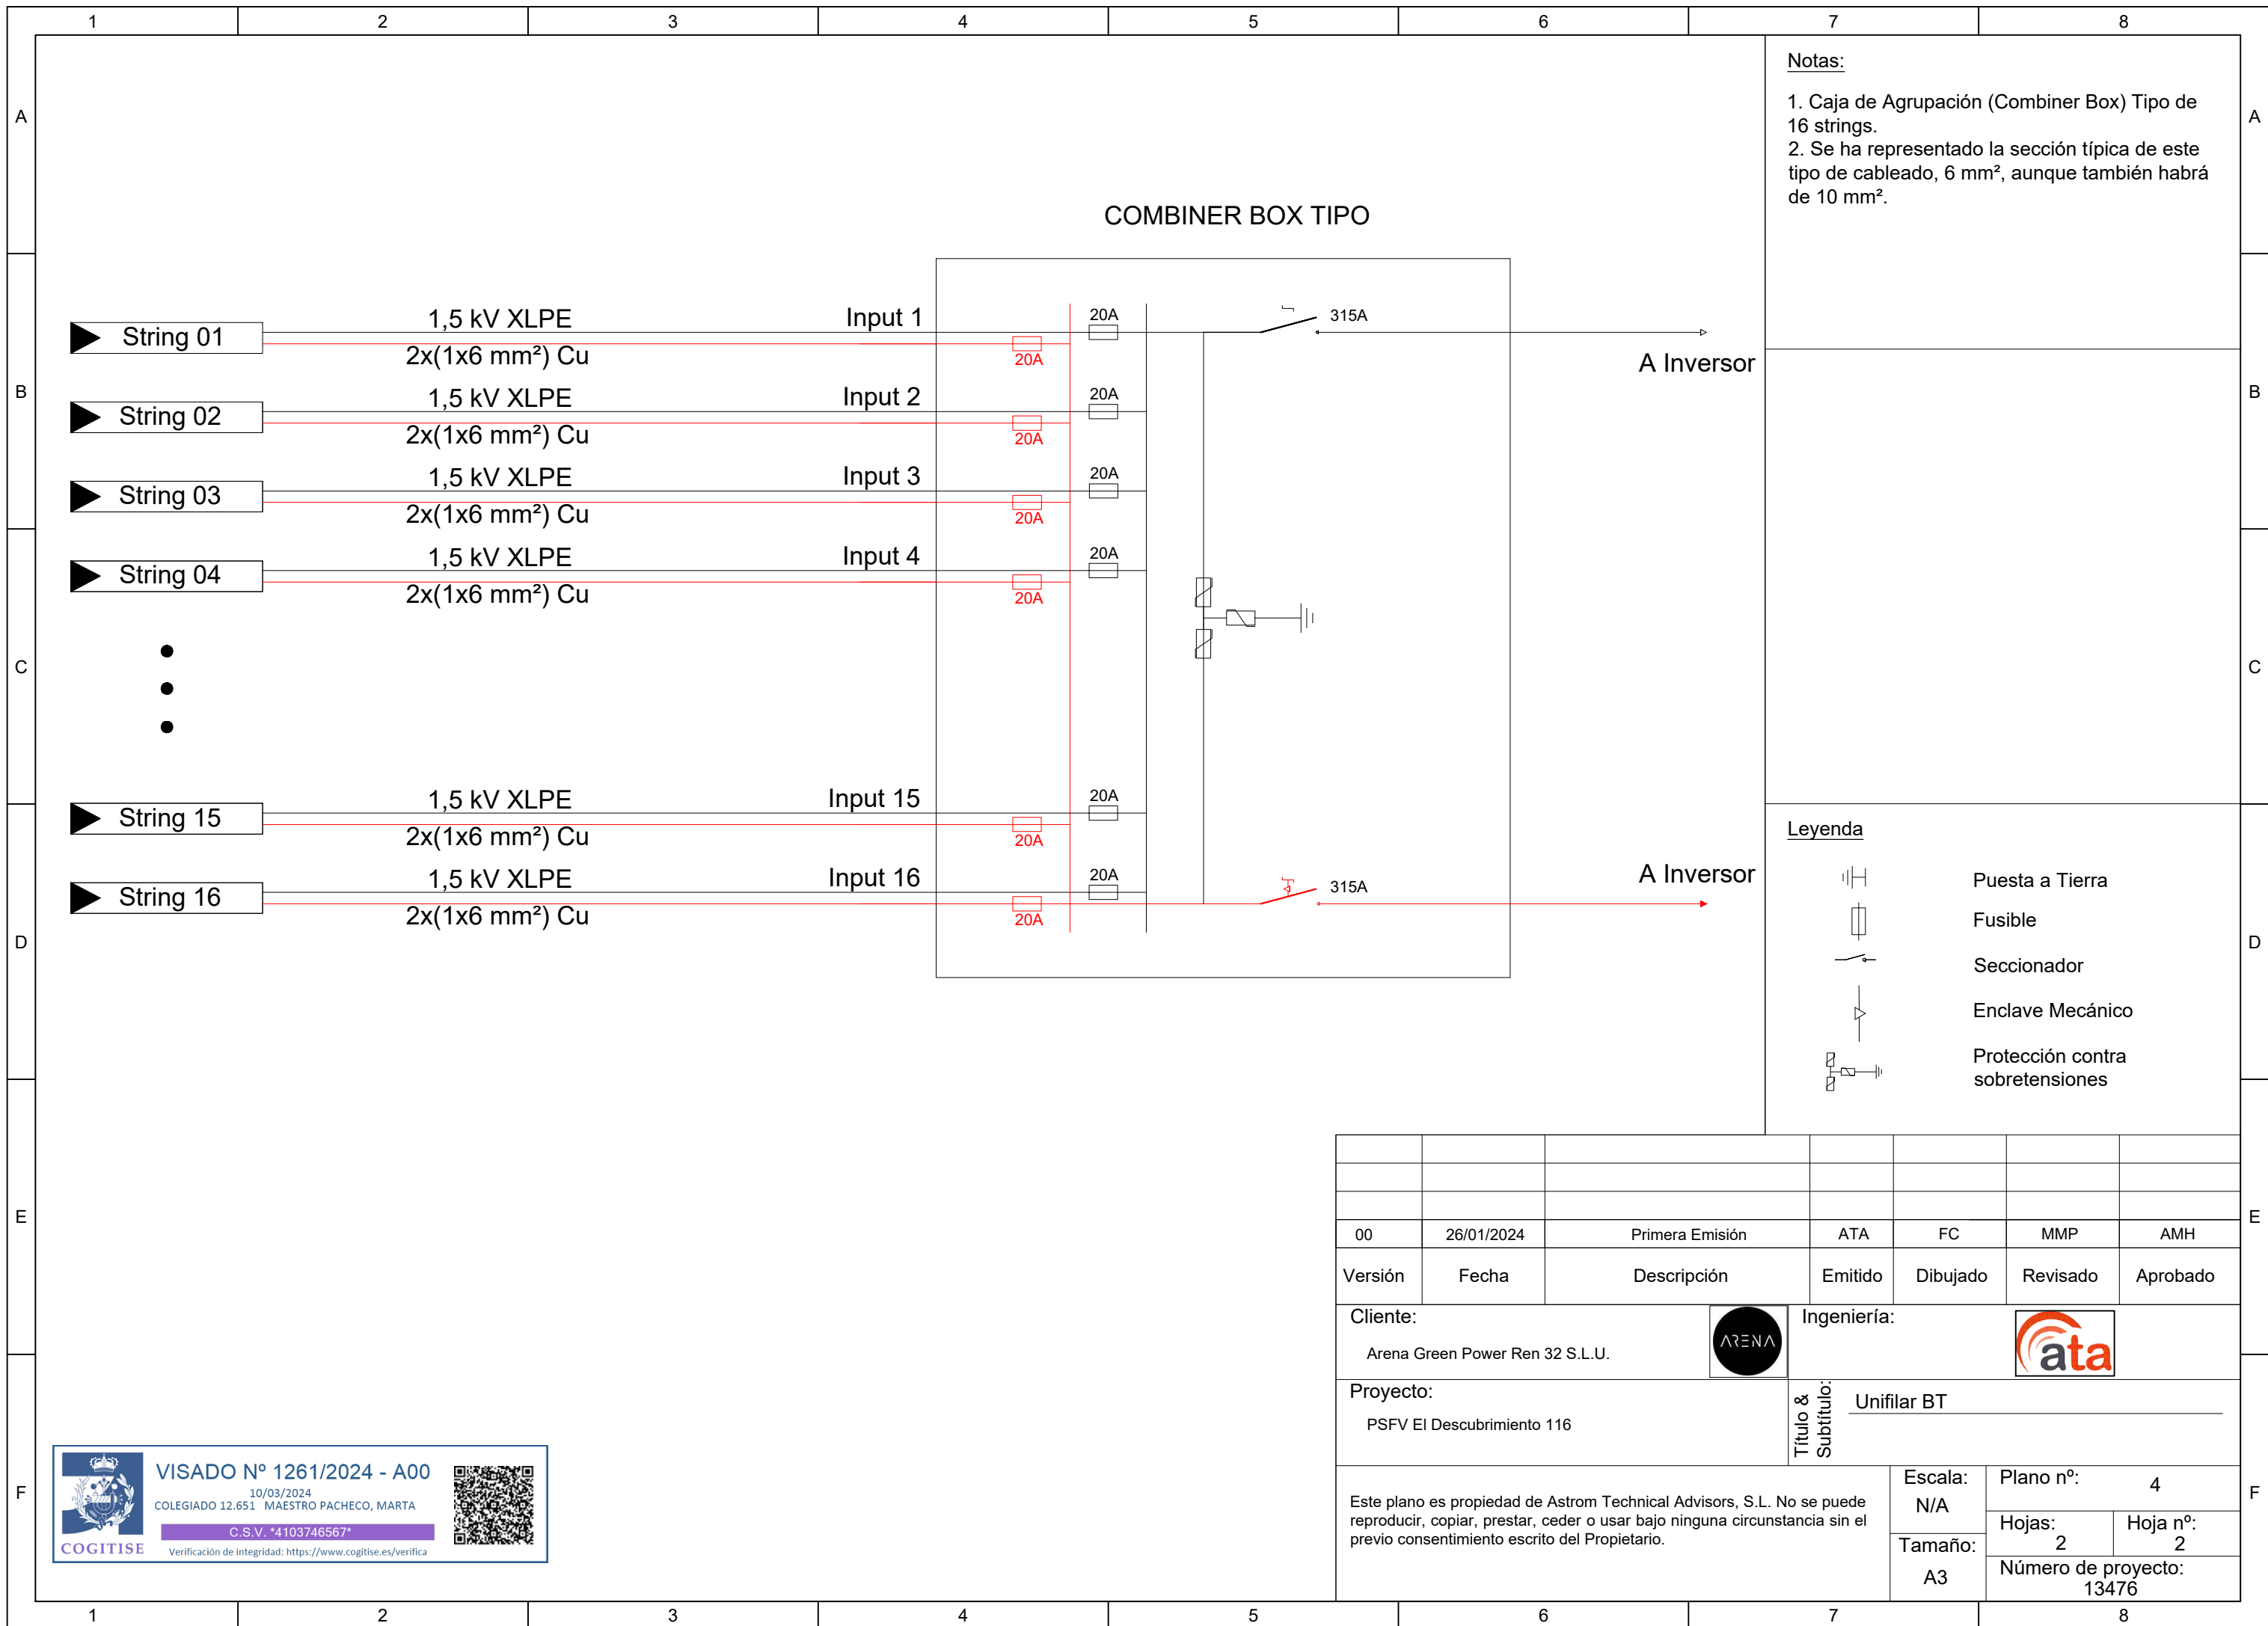 1 2 3 4 5 6 7 8
A A
B B
C C
D D
E E
F F
Notas:
1. Caja de Agrupación (Combiner Box) Tipo de
16 strings.
2. Se ha representado la sección típica de este
tipo de cableado, 6 mm², aunque también habrá
de 10 mm².
COMBINER BOX TIPO
String 01
1,5 kV XLPE
2x(1x6 mm²) Cu
Input 1
20A
20A
315A
A Inversor
String 02
1,5 kV XLPE
2x(1x6 mm²) Cu
Input 2
20A
20A
String 03
1,5 kV XLPE
2x(1x6 mm²) Cu
Input 3
20A
20A
String 04
1,5 kV XLPE
2x(1x6 mm²) Cu
Input 4
20A
20A
String 15
1,5 kV XLPE
2x(1x6 mm²) Cu
Input 15
20A
20A
String 16
1,5 kV XLPE
2x(1x6 mm²) Cu
Input 16
20A
20A
315A
A Inversor
Leyenda
Puesta a Tierra
Fusible
Seccionador
Enclave Mecánico
Protección contra
sobretensiones
00 26/01/2024 Primera Emisión ATA FC MMP AMH
Versión Fecha Descripción Emitido Dibujado Revisado Aprobado
Cliente:
Arena Green Power Ren 32 S.L.U.
ARENA
Ingeniería:
ata
Proyecto:
PSFV El Descubrimiento 116
Título &
Subtítulo:
Unifilar BT
Este plano es propiedad de Astrom Technical Advisors, S.L. No se puede
reproducir, copiar, prestar, ceder o usar bajo ninguna circunstancia sin el
previo consentimiento escrito del Propietario.
Escala:
N/A
Tamaño:
A3
Plano nº:
4
Hojas:
2
Hoja nº:
2
Número de proyecto:
13476
COGITISE
VISADO Nº 1261/2024 - A00
10/03/2024
COLEGIADO 12.651 MAESTRO PACHECO, MARTA
C.S.V. *4103746567*
Verificación de integridad: https://www.cogitise.es/verifica
1 2 3 4 5 6 7 8